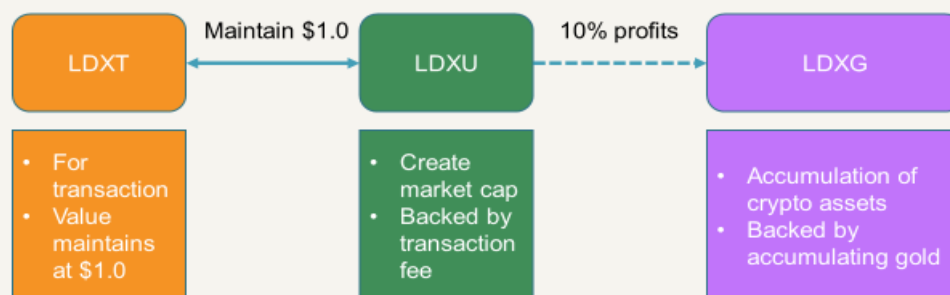 LDXT
Maintain $1.0
LDXU
10% profits
LDXG
• For
transaction
• Value
maintains
at $1.0
• Create
market cap
• Backed by
transaction
fee
• Accumulation of
crypto assets
• Backed by
accumulating gold